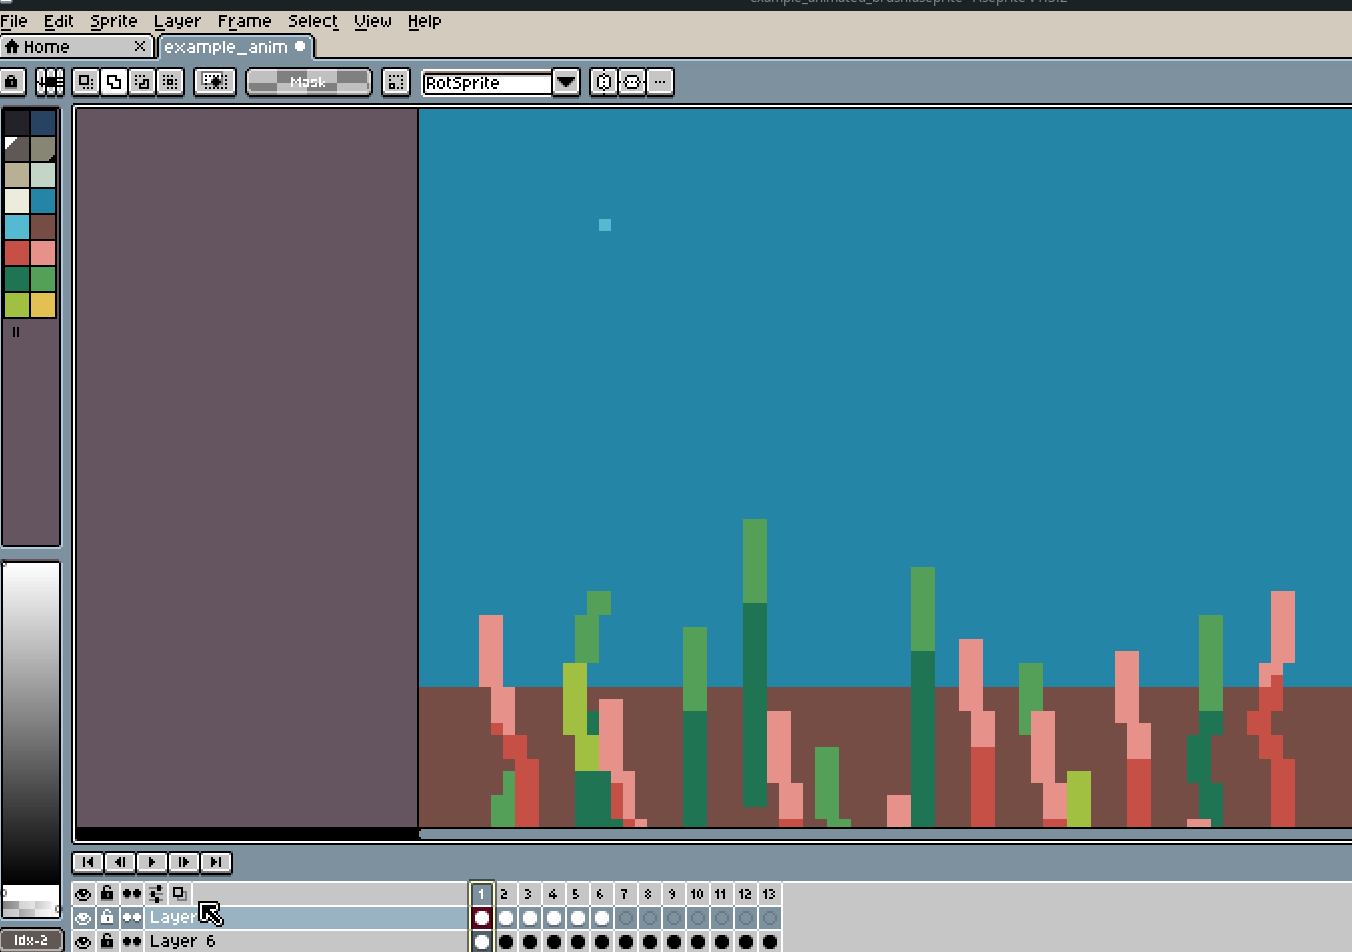 File Edit Sprite Layer Frame Select View Help
Home example_anim
Mask RotSprite
1 2 3 4 5 6 7 8 9 10 11 12 13
Layer
Layer 6
Idx-2